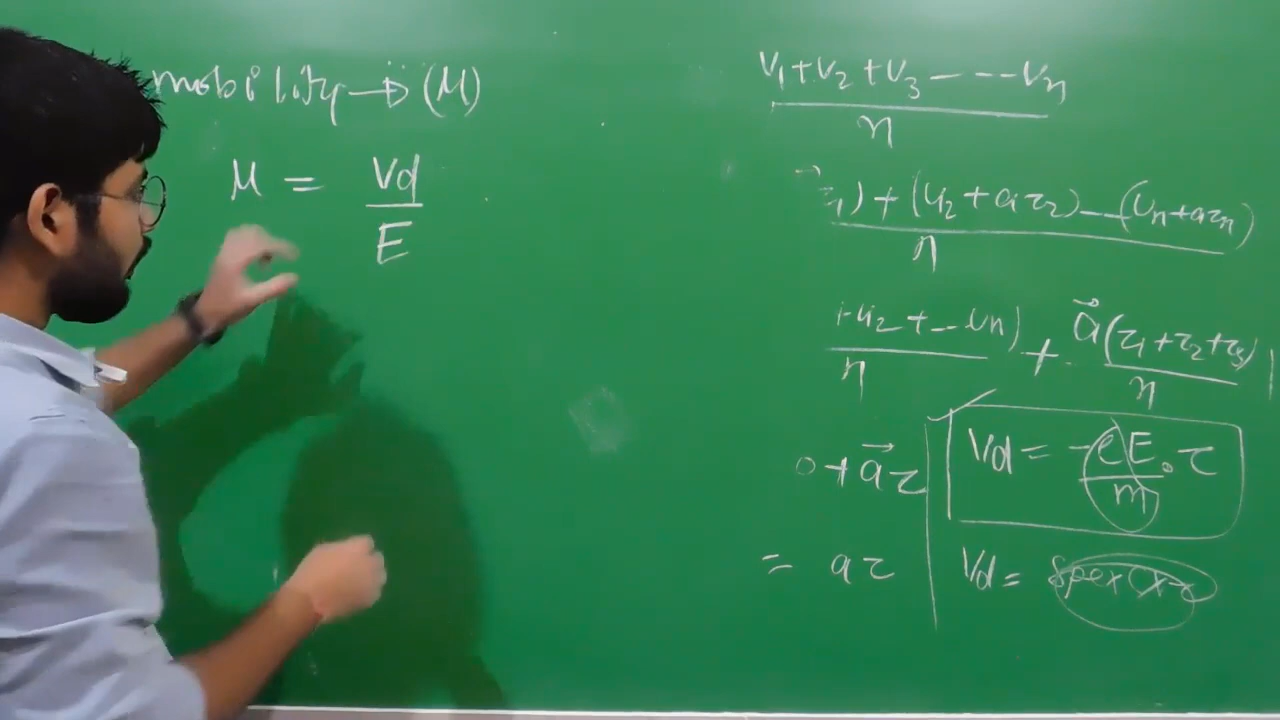 mobility → (μ)
μ = Vd / E
V₁ + V₂ + V₃ – – – – Vn / n
τ₁) + (u₂ + aτ₂) – – (un + aτn) / n
+ u₂ + – – un) / n + a⃗(τ₁ + τ₂ + τ₃) / n
0 + a⃗τ
= aτ
Vd = -eE / m . τ
Vd =